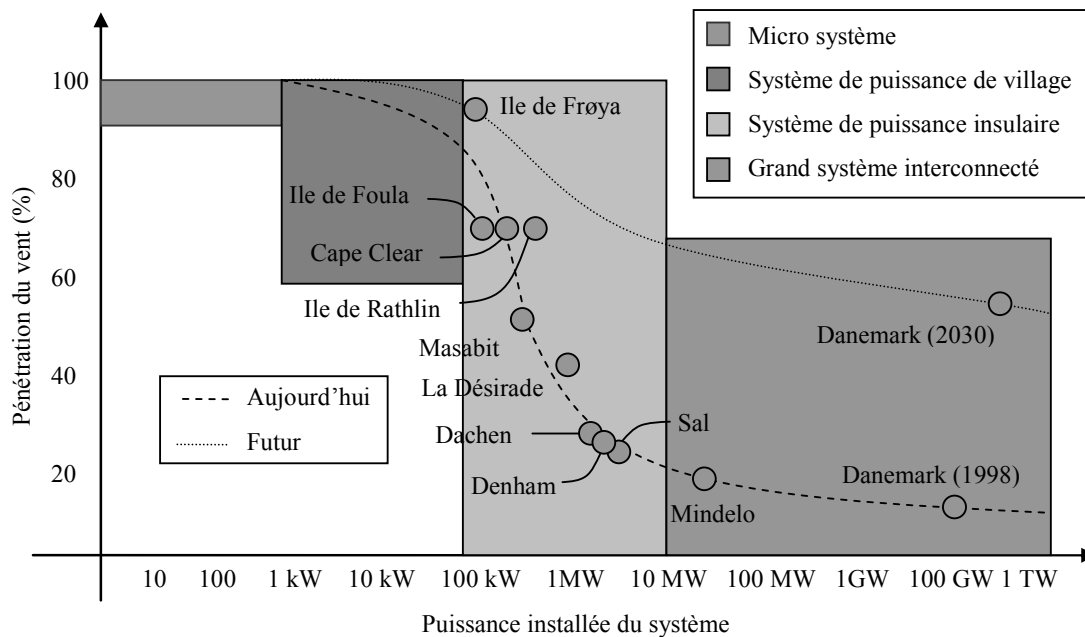 Micro système
Système de puissance de village
Système de puissance insulaire
Grand système interconnecté
Pénétration du vent (%)
100
80
60
40
20
Ile de Frøya
Ile de Foula
Cape Clear
Ile de Rathlin
Masabit
La Désirade
Dachen
Denham
Sal
Mindelo
Danemark (2030)
Danemark (1998)
Aujourd’hui
Futur
10 100 1 kW 10 kW 100 kW 1MW 10 MW 100 MW 1GW 100 GW 1 TW
Puissance installée du système